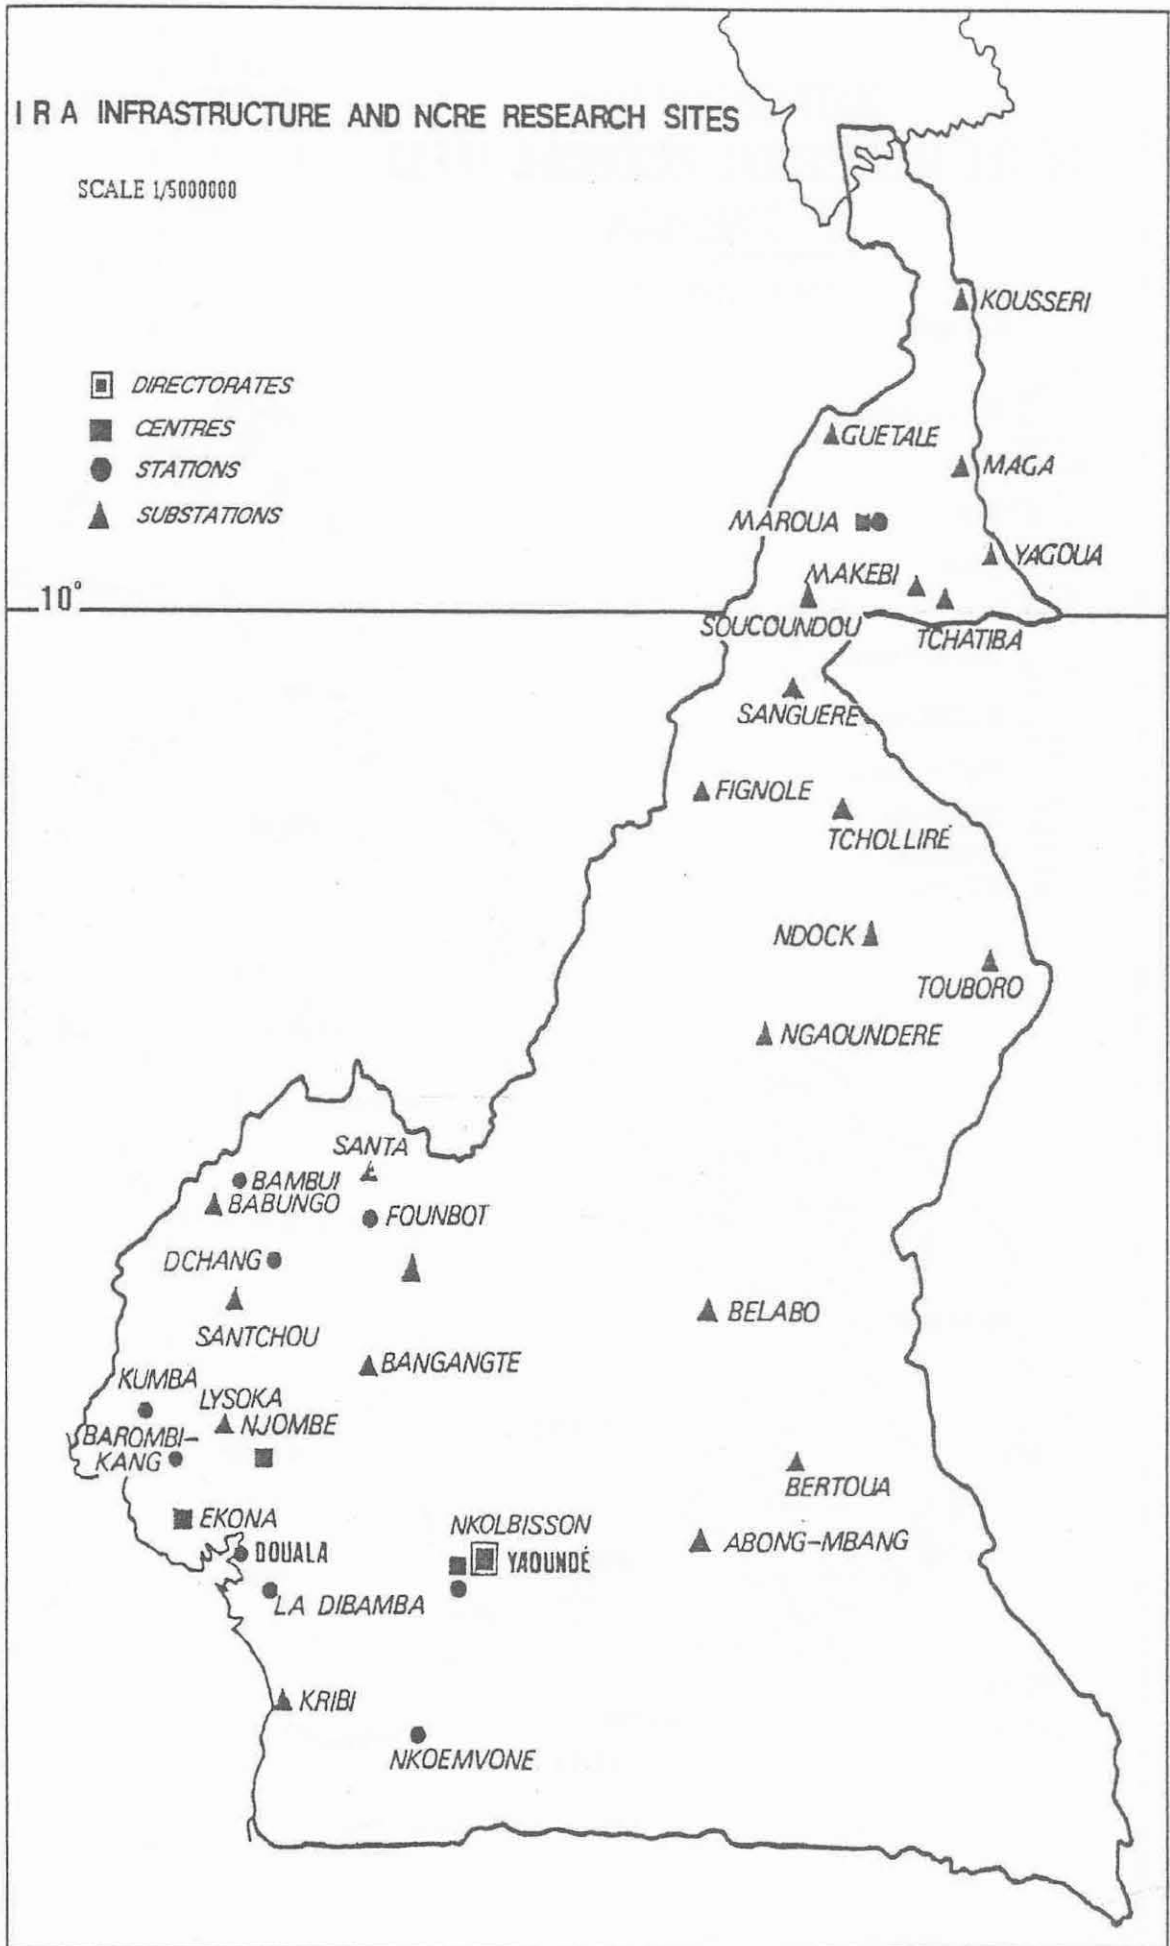 I R A INFRASTRUCTURE AND NCRE RESEARCH SITES
SCALE 1/5000000
KOUSSERI
DIRECTORATES
CENTRES
STATIONS
SUBSTATIONS
GUETALE
MAGA
MAROUA
YAGOUA
MAKEBI
10°
SOUCOUNDOU
TCHATIBA
SANGUERE
FIGNOLE
TCHOLLIRÉ
NDOCK
TOUBORO
NGAOUNDERE
SANTA
BAMBUI
BABUNGO
FOUNBOT
DCHANG
BELABO
SANTCHOU
BANGANGTE
KUMBA
LYSOKA
NJOMBE
BAROMBI-
KANG
BERTOUA
EKONA
NKOLBISSON
ABONG-MBANG
DOUALA
YAOUNDÉ
LA DIBAMBA
KRIBI
NKOEMVONE